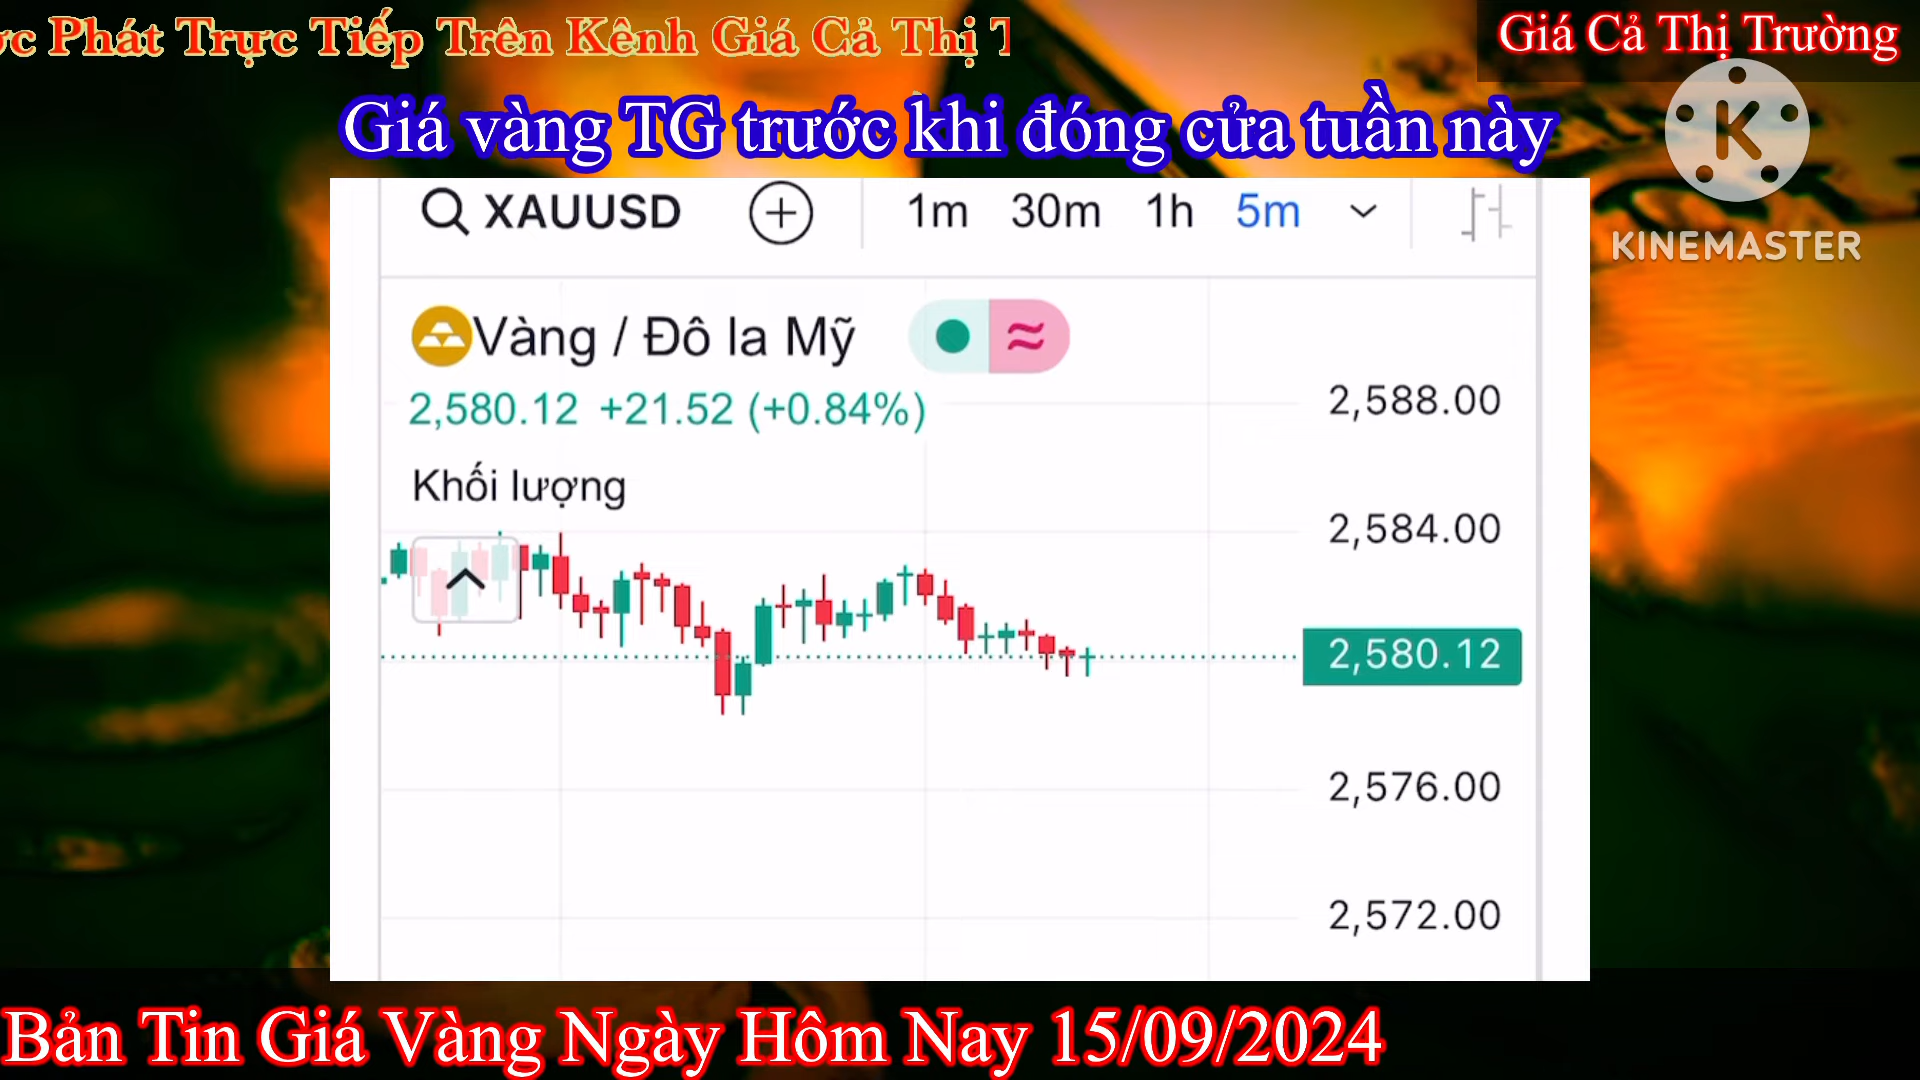 Phát Trực Tiếp Trên Kênh Giá Cả Thị
Giá Cả Thị Trường
Giá vàng TG trước khi đóng cửa tuần này
K
KINEMASTER
XAUUSD 1m 30m 1h 5m
Vàng / Đô la Mỹ
2,580.12 +21.52 (+0.84%)
Khối lượng
2,588.00
2,584.00
2,580.12
2,576.00
2,572.00
Bản Tin Giá Vàng Ngày Hôm Nay 15/09/2024